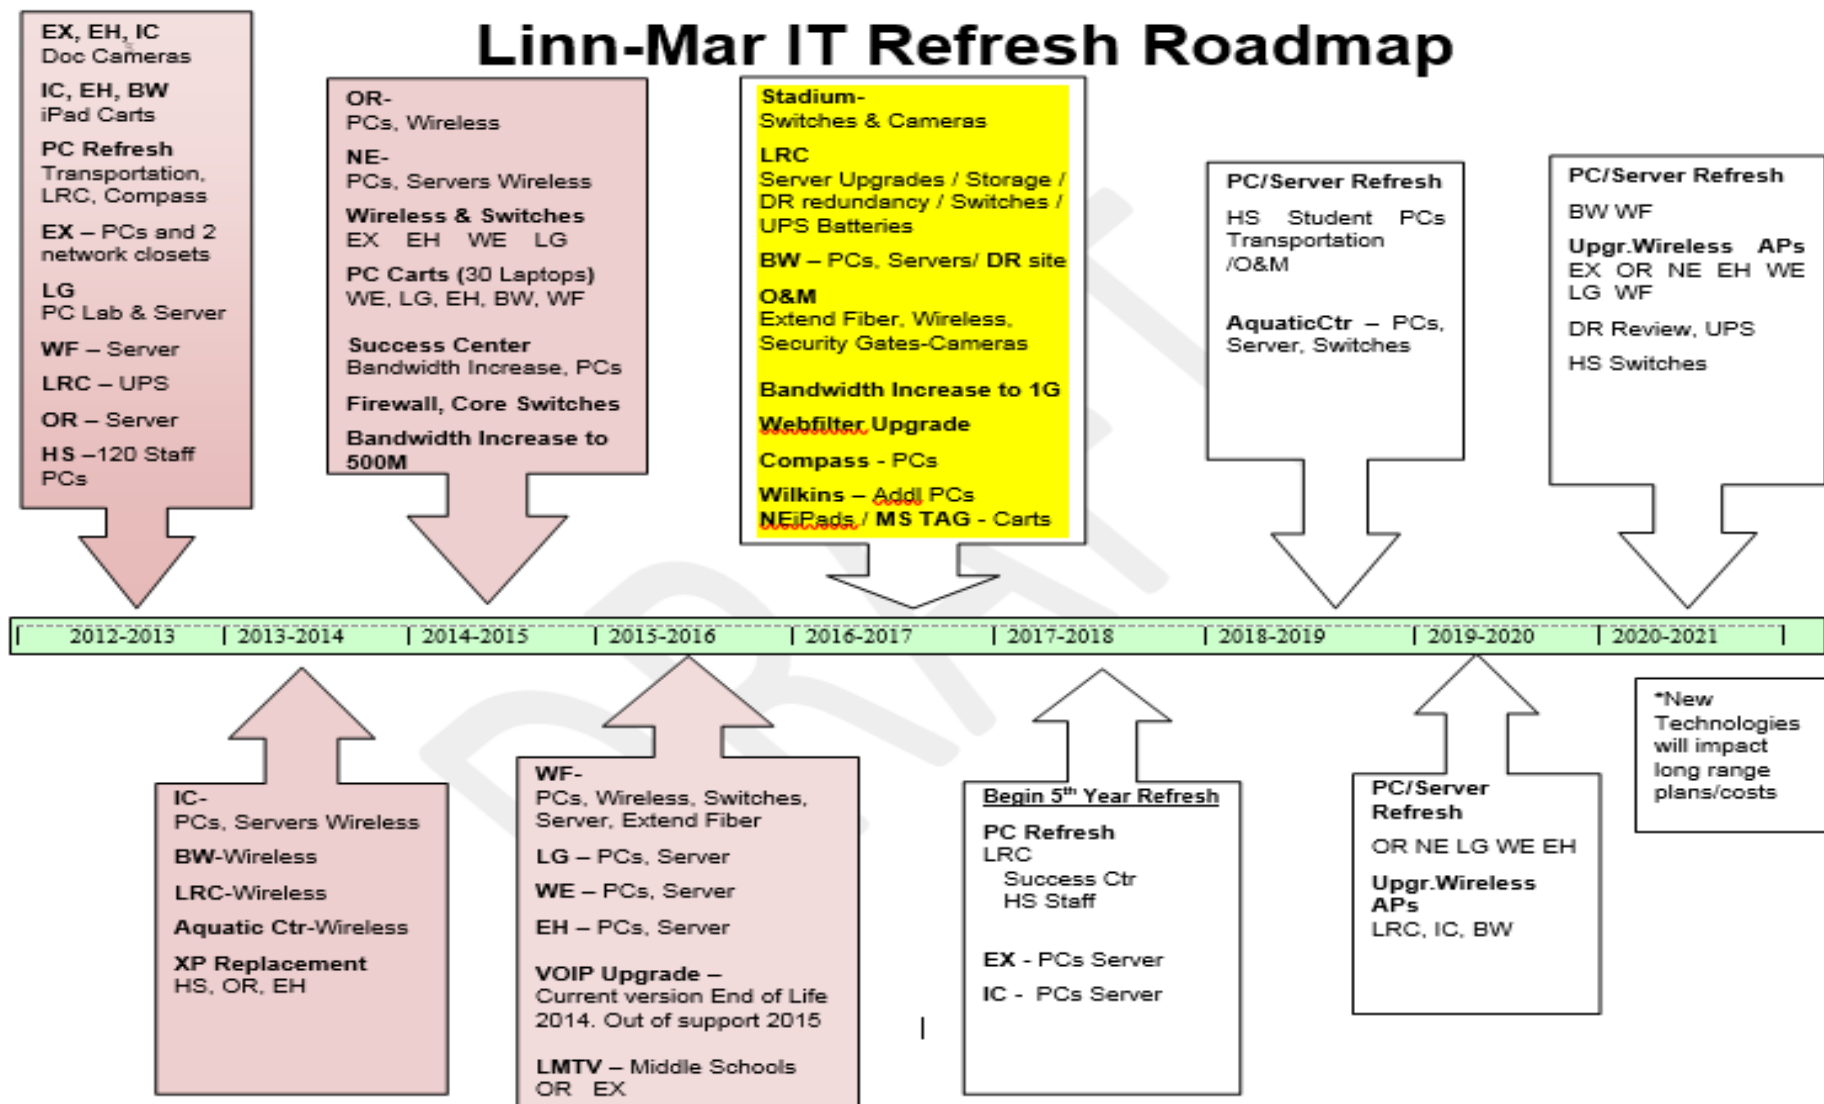 Linn-Mar IT Refresh Roadmap
EX, EH, IC
Doc Cameras
IC, EH, BW
iPad Carts
PC Refresh
Transportation,
LRC, Compass
EX – PCs and 2
network closets
LG
PC Lab & Server
WF – Server
LRC – UPS
OR – Server
HS –120 Staff
PCs
OR-
PCs, Wireless
NE-
PCs, Servers Wireless
Wireless & Switches
EX EH WE LG
PC Carts (30 Laptops)
WE, LG, EH, BW, WF
Success Center
Bandwidth Increase, PCs
Firewall, Core Switches
Bandwidth Increase to
500M
Stadium-
Switches & Cameras
LRC
Server Upgrades / Storage /
DR redundancy / Switches /
UPS Batteries
BW – PCs, Servers/ DR site
O&M
Extend Fiber, Wireless,
Security Gates-Cameras
Bandwidth Increase to 1G
Webfilter Upgrade
Compass - PCs
Wilkins – Addl PCs
NEiPads / MS TAG - Carts
PC/Server Refresh
HS Student PCs
Transportation
/O&M
AquaticCtr – PCs,
Server, Switches
PC/Server Refresh
BW WF
Upgr.Wireless APs
EX OR NE EH WE
LG WF
DR Review, UPS
HS Switches
2012-2013 2013-2014 2014-2015 2015-2016 2016-2017 2017-2018 2018-2019 2019-2020 2020-2021
IC-
PCs, Servers Wireless
BW-Wireless
LRC-Wireless
Aquatic Ctr-Wireless
XP Replacement
HS, OR, EH
WF-
PCs, Wireless, Switches,
Server, Extend Fiber
LG – PCs, Server
WE – PCs, Server
EH – PCs, Server
VOIP Upgrade –
Current version End of Life
2014. Out of support 2015
LMTV – Middle Schools
OR EX
Begin 5th Year Refresh
PC Refresh
LRC
Success Ctr
HS Staff
EX - PCs Server
IC - PCs Server
PC/Server
Refresh
OR NE LG WE EH
Upgr.Wireless
APs
LRC, IC, BW
*New
Technologies
will impact
long range
plans/costs
DRAFT